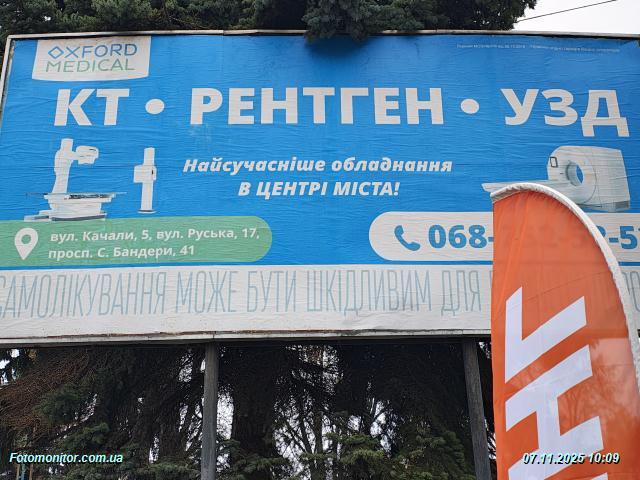 OXFORD
MEDICAL
КТ • РЕНТГЕН • УЗД
Найсучасніше обладнання
В ЦЕНТРІ МІСТА!
вул. Качали, 5, вул. Руська, 17,
просп. С. Бандери, 41
068-
САМОЛІКУВАННЯ МОЖЕ БУТИ ШКІДЛИВИМ ДЛЯ
Fotomonitor.com.ua
07.11.2025 10:09